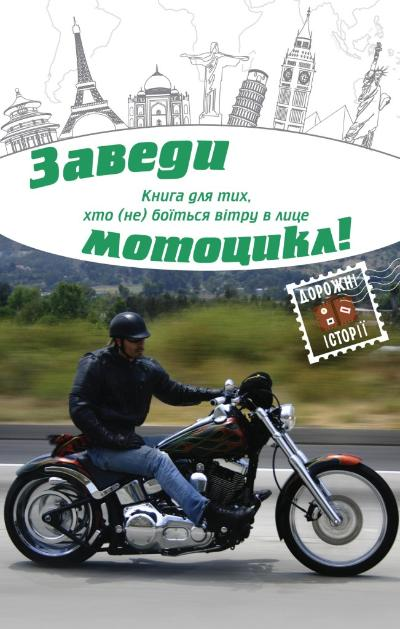 Заведи
Книга для тих,
хто (не) боїться вітру в лице
мотоцикл!
ДОРОЖНІ
ІСТОРІЇ